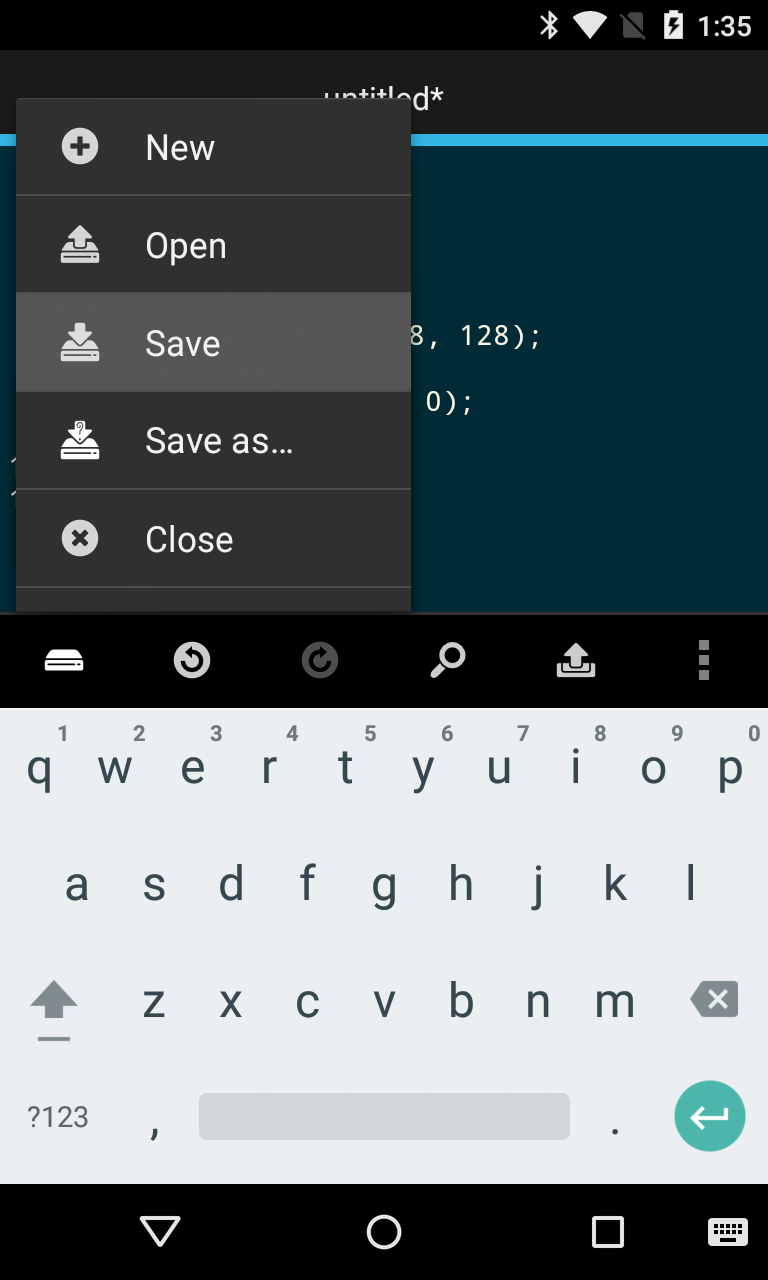 1:35
untitled*
New
Open
Save
8, 128);
Save as...
0);
Close
1 2 3 4 5 6 7 8 9 0
q w e r t y u i o p
a s d f g h j k l
z x c v b n m
?123 , .